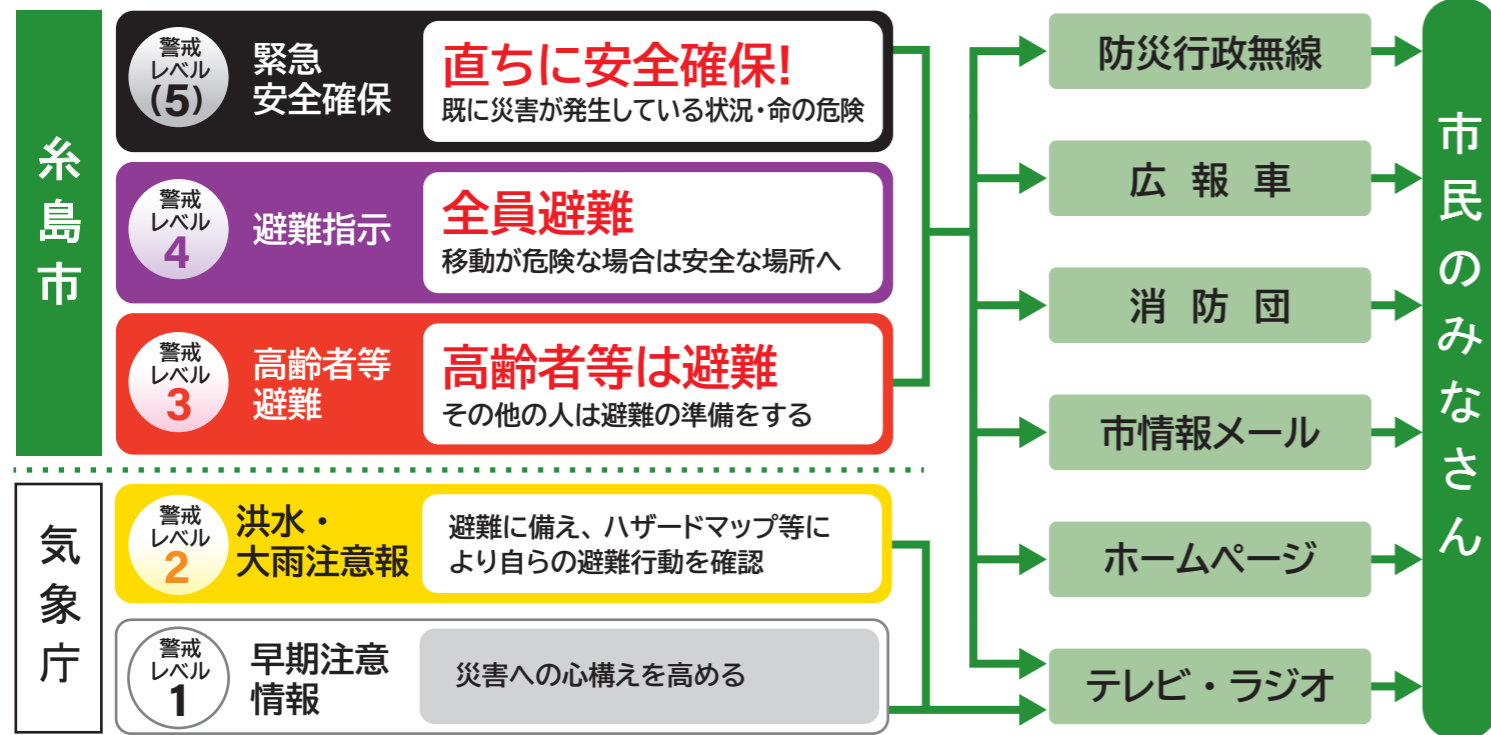 糸島市
警戒
レベル
(5)
緊急
安全確保
直ちに安全確保!
既に災害が発生している状況・命の危険
警戒
レベル
4
避難指示
全員避難
移動が危険な場合は安全な場所へ
警戒
レベル
3
高齢者等
避難
高齢者等は避難
その他の人は避難の準備をする
気象庁
警戒
レベル
2
洪水・
大雨注意報
避難に備え、ハザードマップ等に
より自らの避難行動を確認
警戒
レベル
1
早期注意
情報
災害への心構えを高める
防災行政無線
広報車
消防団
市情報メール
ホームページ
テレビ・ラジオ
市民のみなさん